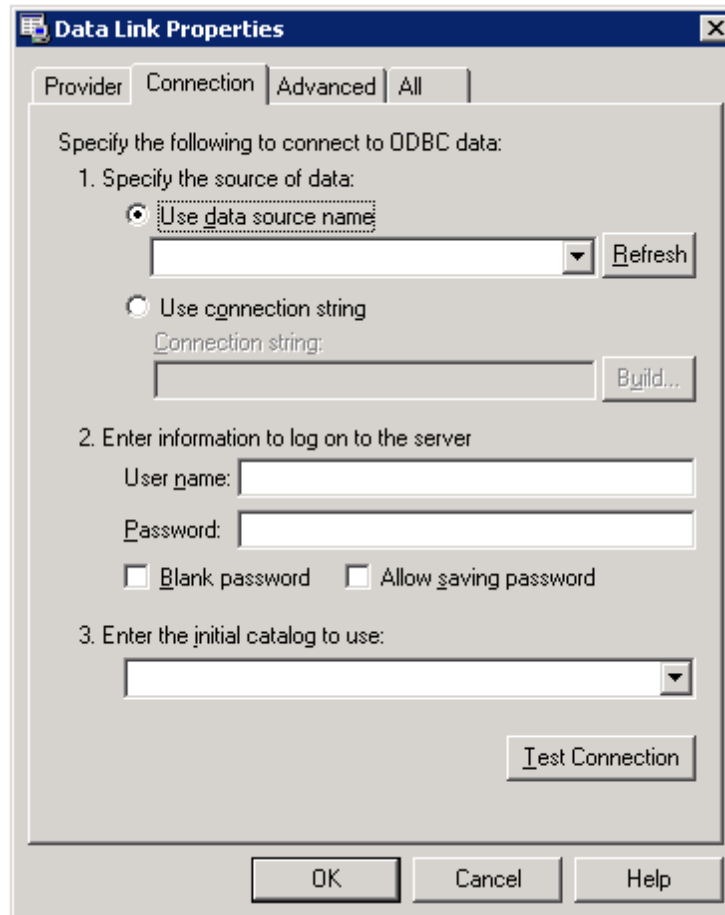 Data Link Properties
Provider Connection Advanced All
Specify the following to connect to ODBC data:
1. Specify the source of data:
Use data source name
Refresh
Use connection string
Connection string:
Build...
2. Enter information to log on to the server
User name:
Password:
Blank password Allow saving password
3. Enter the initial catalog to use:
Test Connection
OK Cancel Help